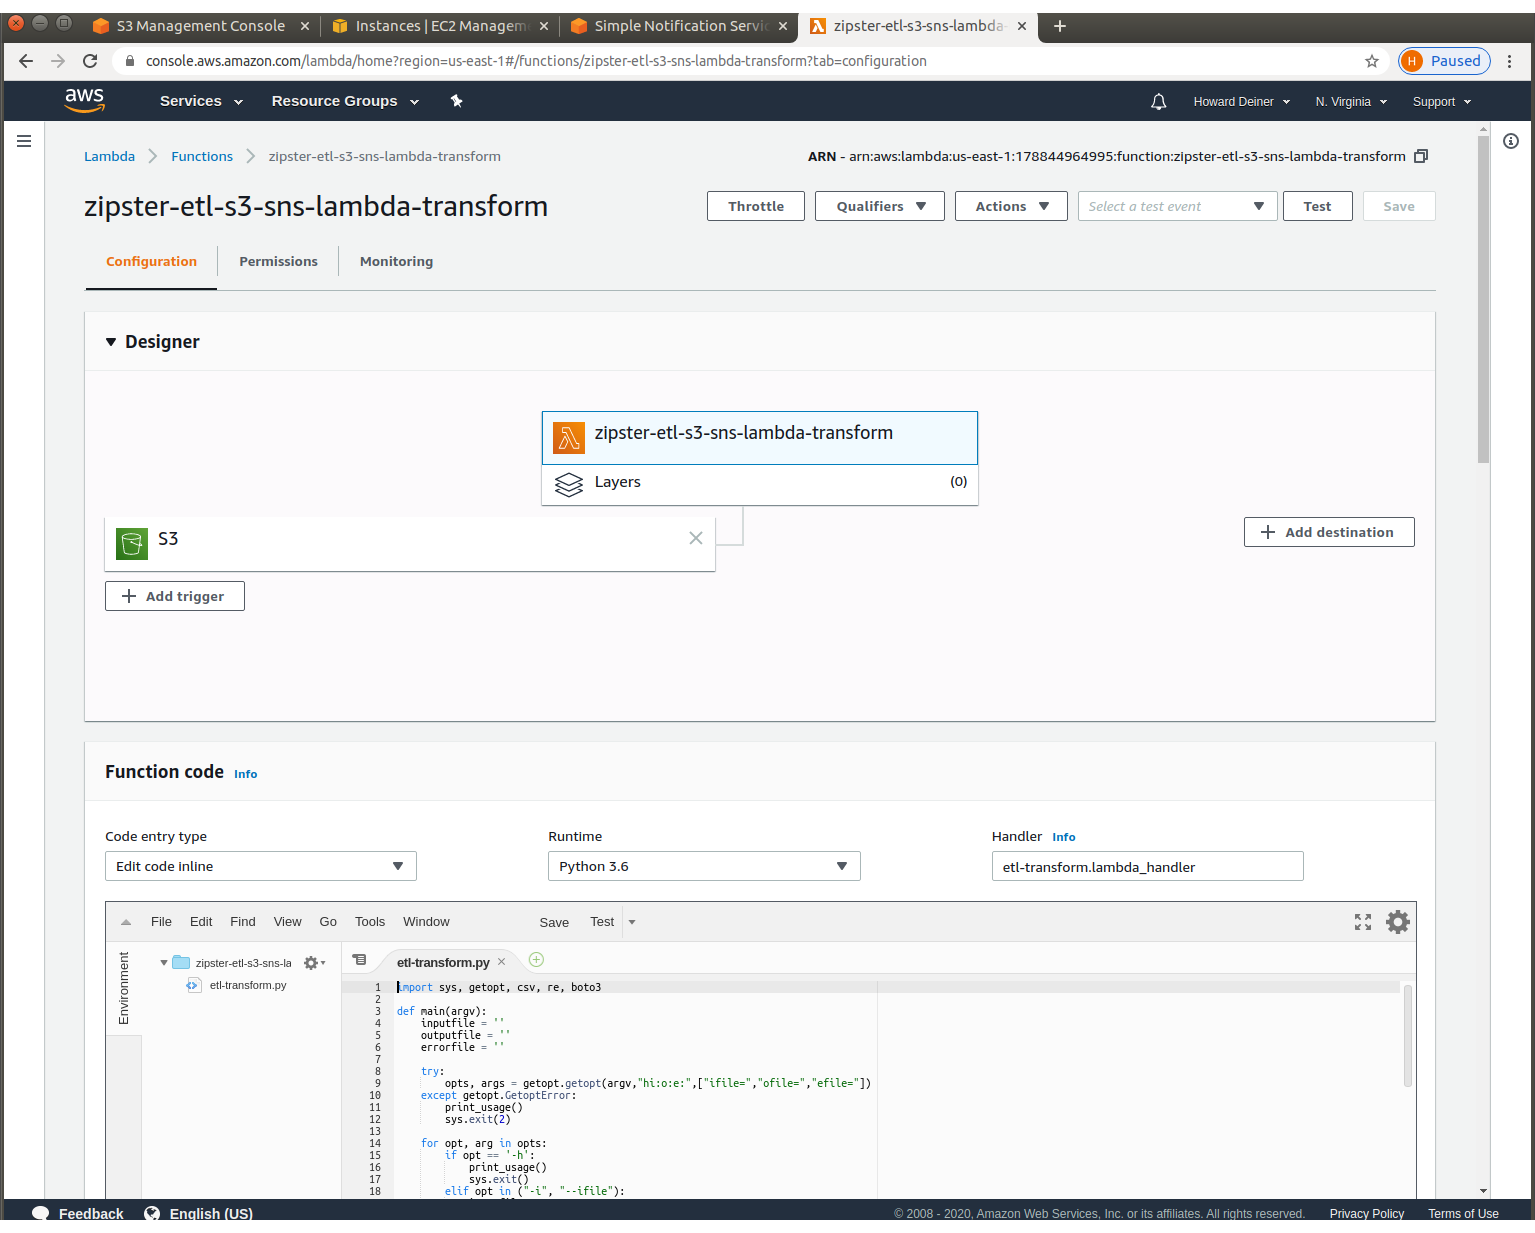 S3 Management Console
Instances | EC2 Managem
Simple Notification Servic
zipster-etl-s3-sns-lambda-
console.aws.amazon.com/lambda/home?region=us-east-1#/functions/zipster-etl-s3-sns-lambda-transform?tab=configuration
H Paused
aws Services Resource Groups Howard Deiner N. Virginia Support
Lambda Functions zipster-etl-s3-sns-lambda-transform
ARN - arn:aws:lambda:us-east-1:178844964995:function:zipster-etl-s3-sns-lambda-transform
zipster-etl-s3-sns-lambda-transform
Throttle Qualifiers Actions Select a test event Test Save
Configuration Permissions Monitoring
Designer
zipster-etl-s3-sns-lambda-transform
Layers (0)
S3
Add destination
Add trigger
Function code Info
Code entry type Runtime Handler Info
Edit code inline Python 3.6 etl-transform.lambda_handler
File Edit Find View Go Tools Window Save Test
Environment
zipster-etl-s3-sns-la
etl-transform.py
etl-transform.py
1 import sys, getopt, csv, re, boto3
2
3 def main(argv):
4 inputfile = ''
5 outputfile = ''
6 errorfile = ''
7
8 try:
9 opts, args = getopt.getopt(argv,"hi:o:e:",["ifile=","ofile=","efile="])
10 except getopt.GetoptError:
11 print_usage()
12 sys.exit(2)
13
14 for opt, arg in opts:
15 if opt == '-h':
16 print_usage()
17 sys.exit()
18 elif opt in ("-i", "--ifile"):
Feedback English (US)
© 2008 - 2020, Amazon Web Services, Inc. or its affiliates. All rights reserved. Privacy Policy Terms of Use